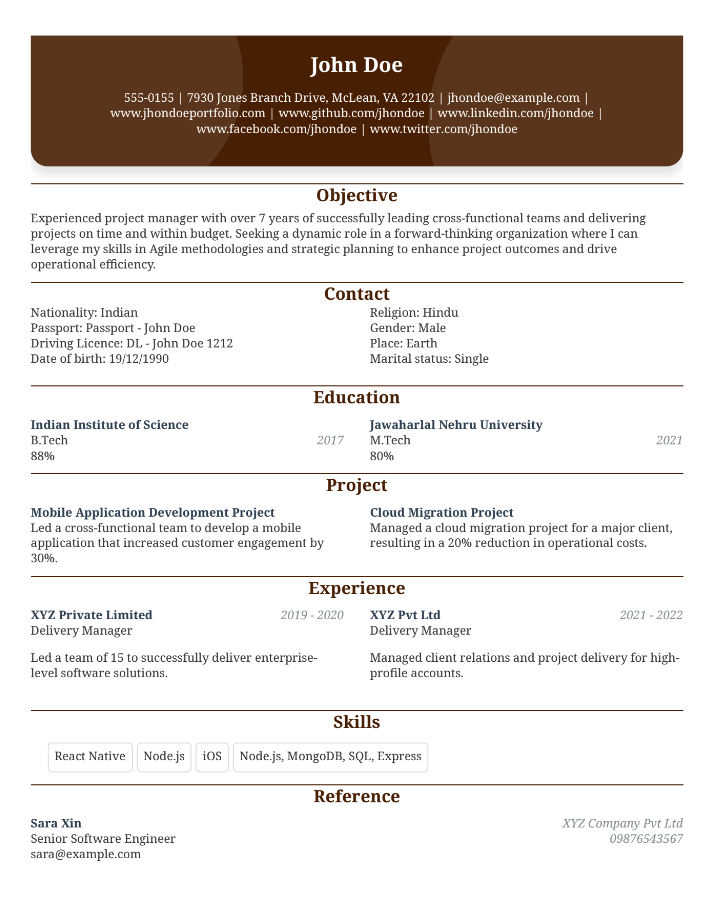 John Doe
555-0155 | 7930 Jones Branch Drive, McLean, VA 22102 | jhondoe@example.com |
www.jhondoeportfolio.com | www.github.com/jhondoe | www.linkedin.com/jhondoe |
www.facebook.com/jhondoe | www.twitter.com/jhondoe
Objective
Experienced project manager with over 7 years of successfully leading cross-functional teams and delivering
projects on time and within budget. Seeking a dynamic role in a forward-thinking organization where I can
leverage my skills in Agile methodologies and strategic planning to enhance project outcomes and drive
operational efficiency.
Contact
Nationality: Indian
Passport: Passport - John Doe
Driving Licence: DL - John Doe 1212
Date of birth: 19/12/1990
Religion: Hindu
Gender: Male
Place: Earth
Marital status: Single
Education
Indian Institute of Science
B.Tech 2017
88%
Jawaharlal Nehru University
M.Tech 2021
80%
Project
Mobile Application Development Project
Led a cross-functional team to develop a mobile
application that increased customer engagement by
30%.
Cloud Migration Project
Managed a cloud migration project for a major client,
resulting in a 20% reduction in operational costs.
Experience
XYZ Private Limited 2019 - 2020
Delivery Manager
Led a team of 15 to successfully deliver enterprise-
level software solutions.
XYZ Pvt Ltd 2021 - 2022
Delivery Manager
Managed client relations and project delivery for high-
profile accounts.
Skills
React Native Node.js iOS Node.js, MongoDB, SQL, Express
Reference
Sara Xin XYZ Company Pvt Ltd
Senior Software Engineer 09876543567
sara@example.com